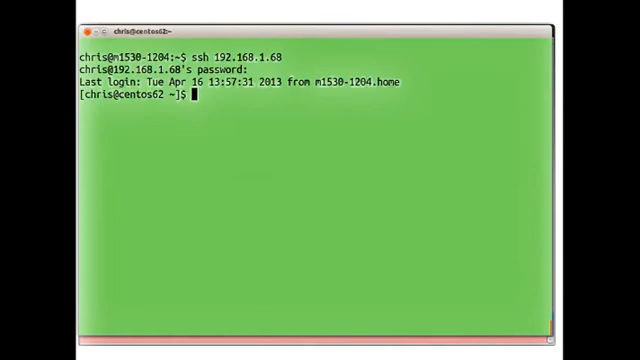 chris@centos62:~
chris@m1530-1204:~$ ssh 192.168.1.68
chris@192.168.1.68's password:
Last login: Tue Apr 16 13:57:31 2013 from m1530-1204.home
[chris@centos62 ~]$